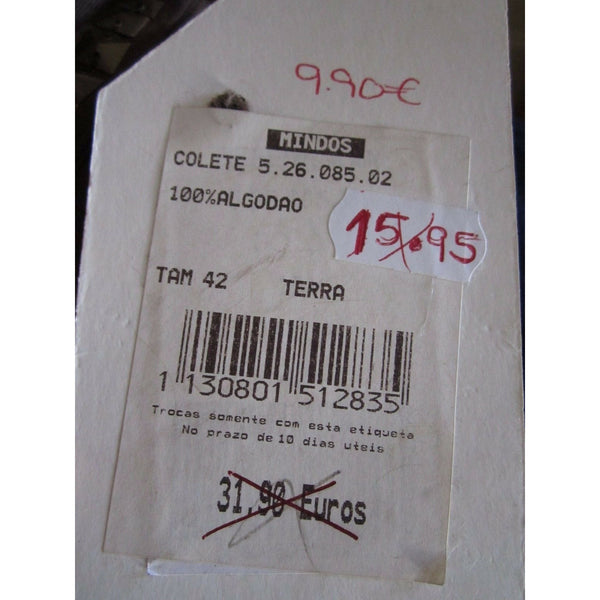 9.90€
MINDOS
COLETE 5.26.085.02
100%ALGODAO
15.95
TAM 42 TERRA
1 130801 512835
Trocas somente com esta etiqueta
No prazo de 10 dias uteis
31,90 Euros